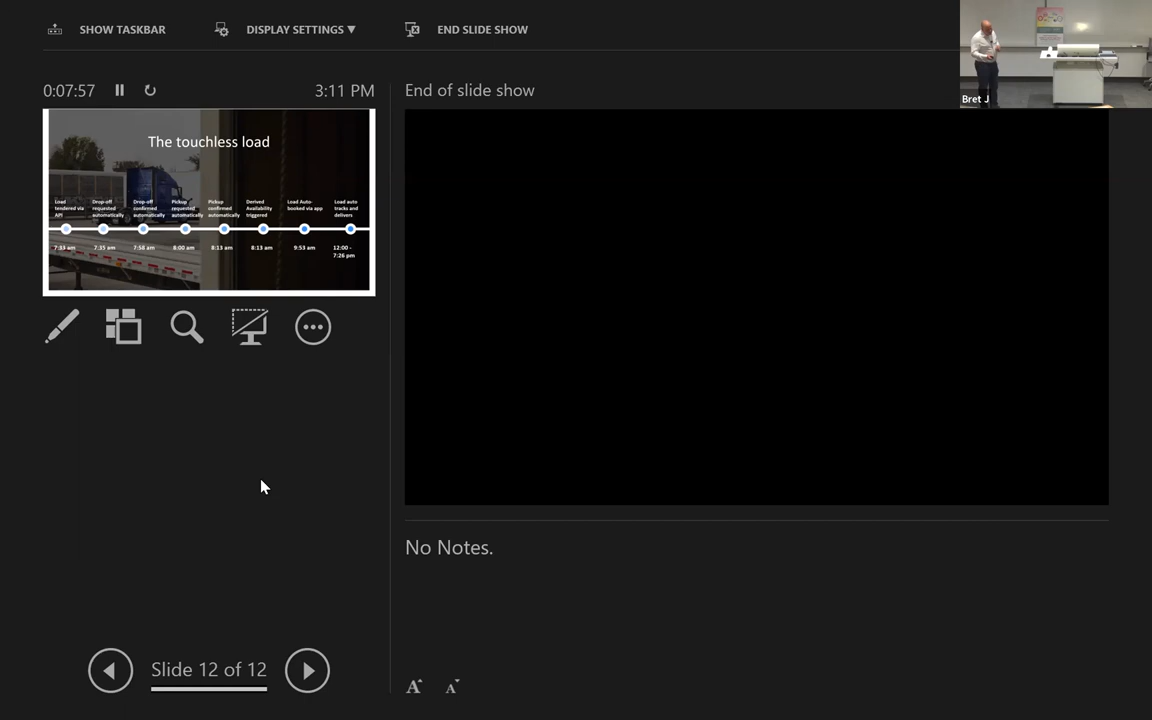 SHOW TASKBAR
DISPLAY SETTINGS ▼
END SLIDE SHOW
Bret J
0:07:57
3:11 PM
End of slide show
The touchless load
Load tendered via API
Drop-off requested automatically
Drop-off confirmed automatically
Pickup requested automatically
Pickup confirmed automatically
Derived Availability triggered
Load Auto-booked via app
Load auto tracks and delivers
7:33 am
7:35 am
7:58 am
8:00 am
8:13 am
8:13 am
9:53 am
12:00 -
7:26 pm
No Notes.
Slide 12 of 12
A
A